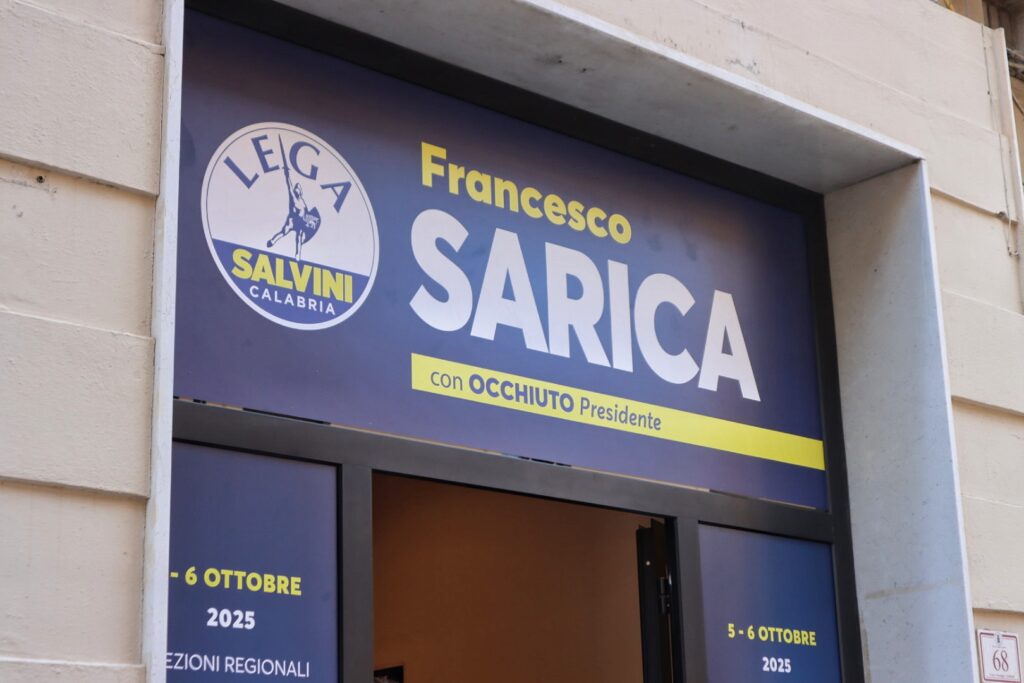 LEGA
SALVINI
CALABRIA
Francesco
SARICA
con OCCHIUTO Presidente
- 6 OTTOBRE
2025
EZIONI REGIONALI
5 - 6 OTTOBRE
2025
68